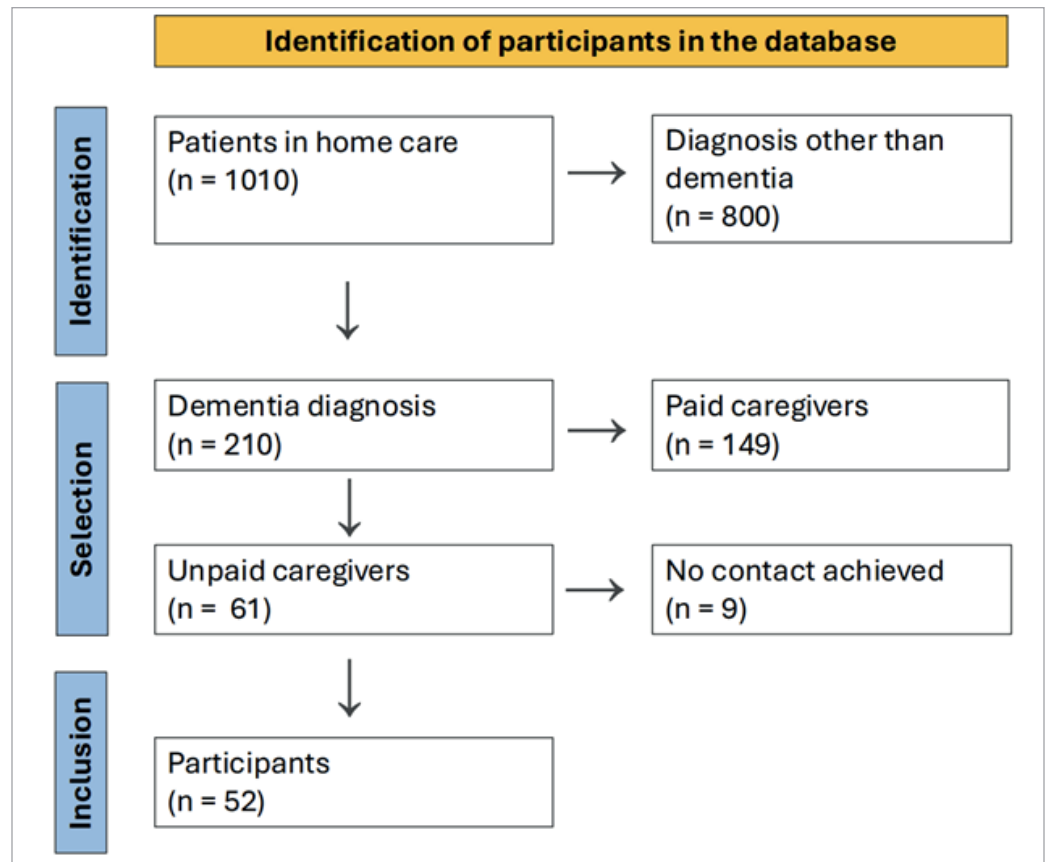 Identification of participants in the database
Identification
Patients in home care
(n = 1010)
Diagnosis other than
dementia
(n = 800)
Selection
Dementia diagnosis
(n = 210)
Paid caregivers
(n = 149)
Unpaid caregivers
(n =  61)
No contact achieved
(n = 9)
Inclusion
Participants
(n = 52)